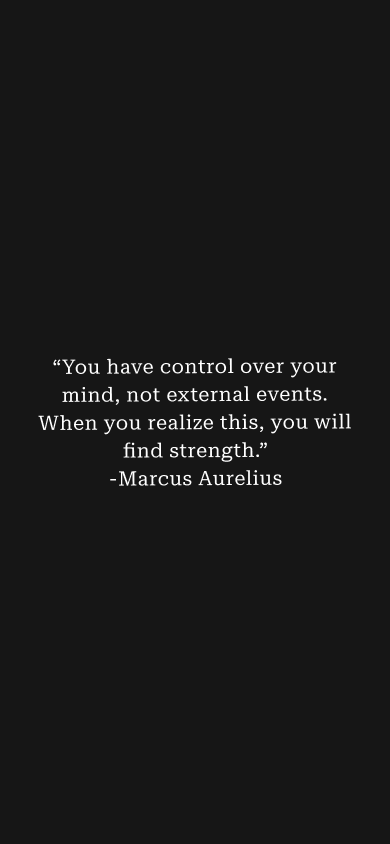 “You have control over your
mind, not external events.
When you realize this, you will
find strength.”
-Marcus Aurelius